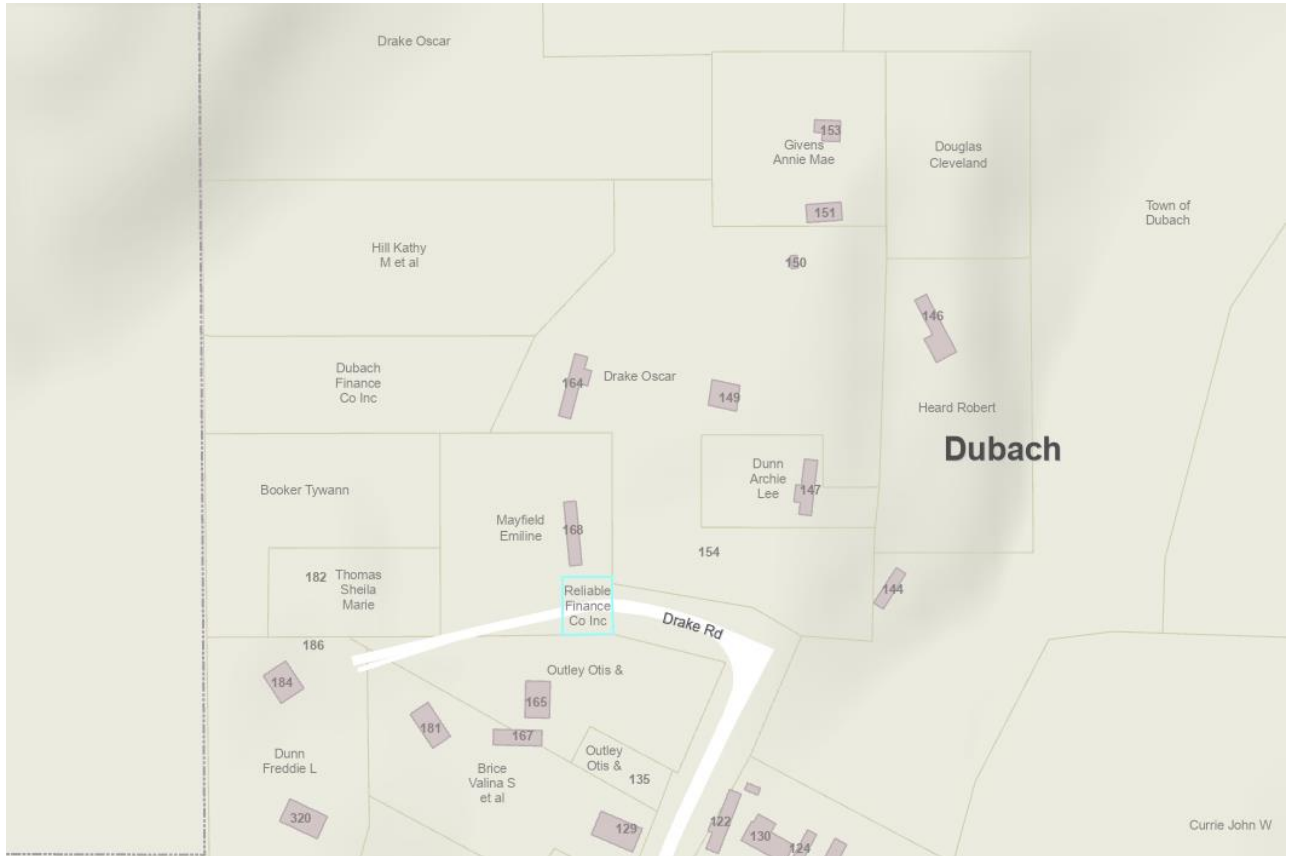 Drake Oscar
153
Givens
Annie Mae
Douglas
Cleveland
151
Town of
Dubach
Hill Kathy
M et al
150
146
Dubach
Finance
Co Inc
164
Drake Oscar
149
Heard Robert
Dubach
Booker Tywann
Dunn
Archie
Lee
147
Mayfield
Emiline
168
154
182
Thomas
Sheila
Marie
Reliable
Finance
Co Inc
144
Drake Rd
186
184
Outley Otis &
165
181
167
Dunn
Freddie L
Brice
Valina S
et al
Outley
Otis &
135
320
129
122
130
124
Currie John W